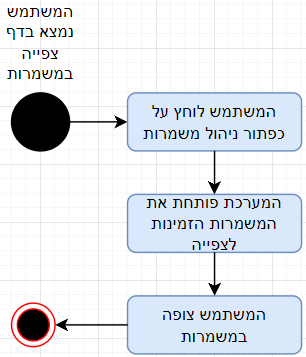 המשתמש
נמצא בדף
צפייה
במשמרות
המשתמש לוחץ על
כפתור ניהול משמרות
המערכת פותחת את
המשמרות הזמינות
לצפייה
המשתמש צופה
במשמרות